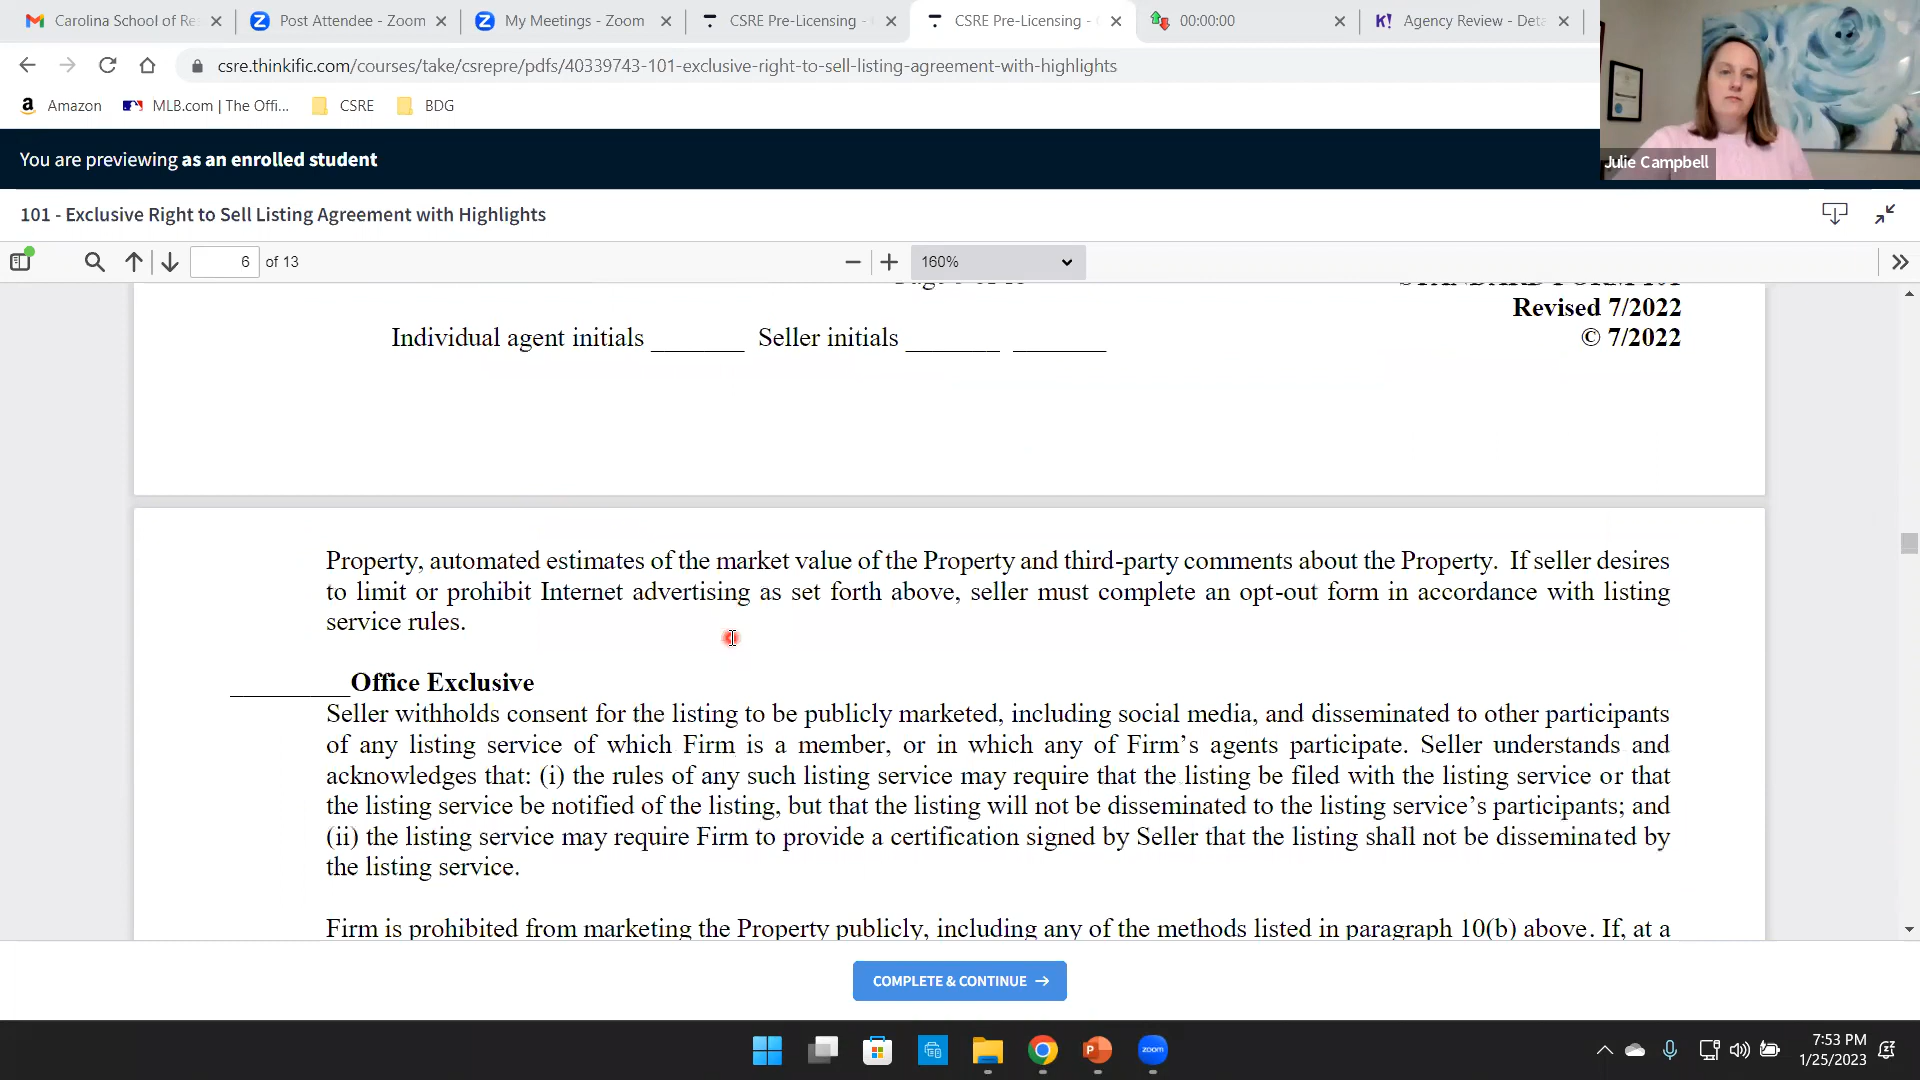 Carolina School of Re
Post Attendee - Zoom
My Meetings - Zoom
CSRE Pre-Licensing -
CSRE Pre-Licensing -
00:00:00
K!
Agency Review - Deta
csre.thinkific.com/courses/take/csrepre/pdfs/40339743-101-exclusive-right-to-sell-listing-agreement-with-highlights
a Amazon
MLB.com | The Offi...
CSRE
BDG
Julie Campbell
You are previewing as an enrolled student
101 - Exclusive Right to Sell Listing Agreement with Highlights
6 of 13
160%
STANDARD FORM 101
Revised 7/2022
Individual agent initials _______ Seller initials _______ _______
© 7/2022
Property, automated estimates of the market value of the Property and third-party comments about the Property. If seller desires
to limit or prohibit Internet advertising as set forth above, seller must complete an opt-out form in accordance with listing
service rules.
_________Office Exclusive
Seller withholds consent for the listing to be publicly marketed, including social media, and disseminated to other participants
of any listing service of which Firm is a member, or in which any of Firm's agents participate. Seller understands and
acknowledges that: (i) the rules of any such listing service may require that the listing be filed with the listing service or that
the listing service be notified of the listing, but that the listing will not be disseminated to the listing service's participants; and
(ii) the listing service may require Firm to provide a certification signed by Seller that the listing shall not be disseminated by
the listing service.
Firm is prohibited from marketing the Property publicly, including any of the methods listed in paragraph 10(b) above. If, at a
COMPLETE & CONTINUE →
P
zoom
7:53 PM
1/25/2023